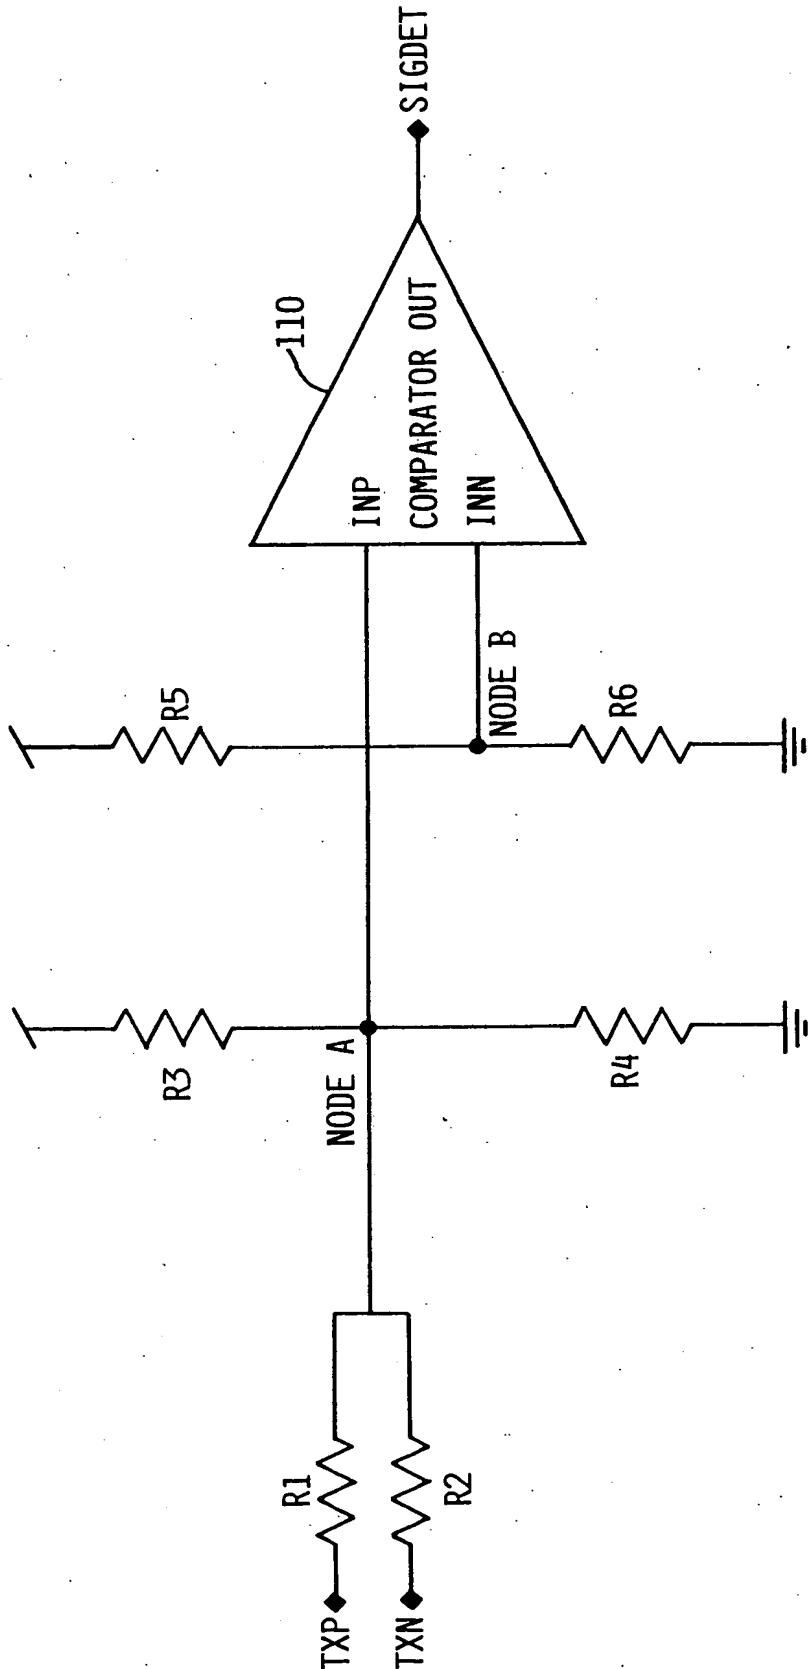 TXP
TXN
R1
R2
NODE A
R3
R4
R5
R6
NODE B
INP
COMPARATOR OUT
INN
110
SIGDET